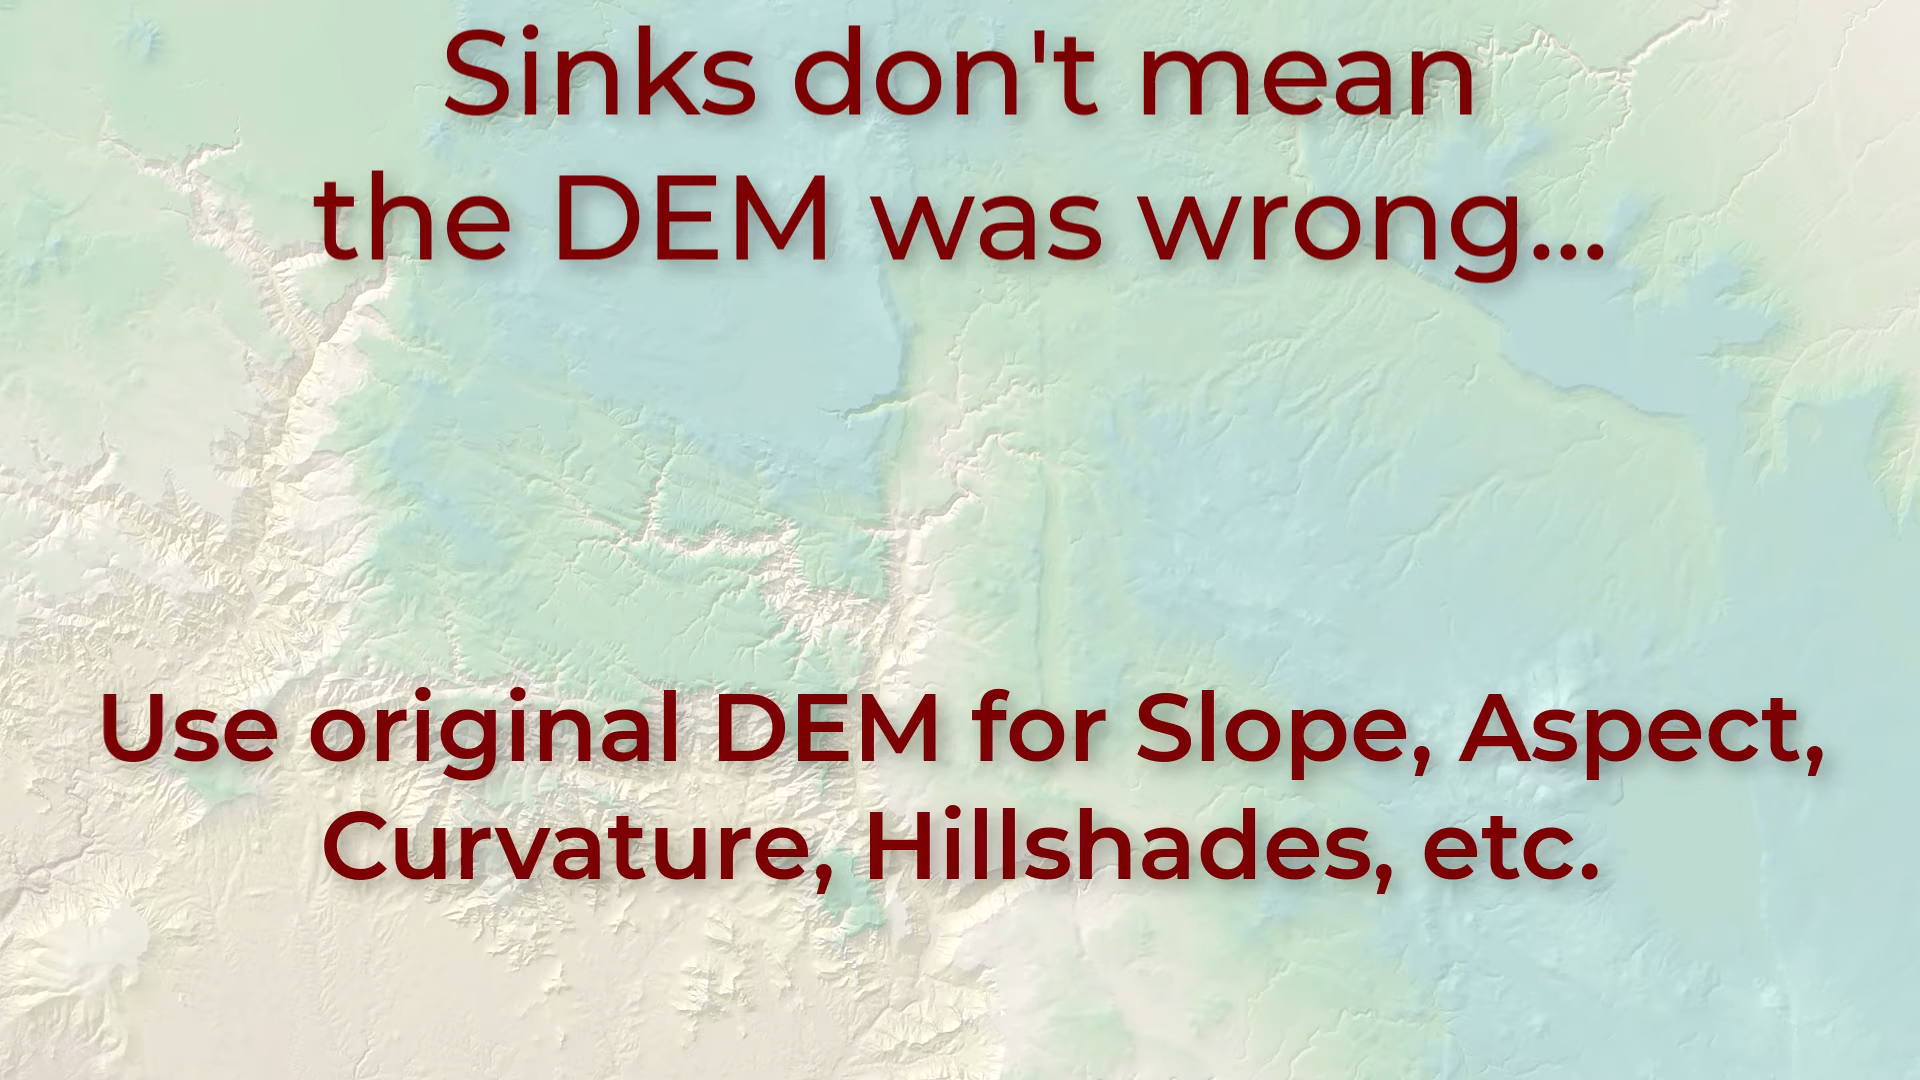 Sinks don't mean
the DEM was wrong...
Use original DEM for Slope, Aspect,
Curvature, Hillshades, etc.